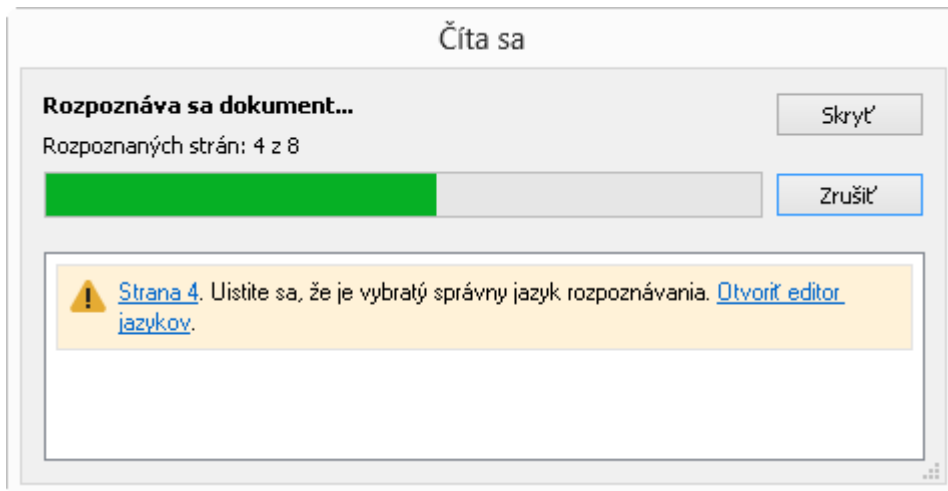 Číta sa
Rozpoznáva sa dokument...
Skryť
Rozpoznaných strán: 4 z 8
Zrušiť
Strana 4. Uistite sa, že je vybratý správny jazyk rozpoznávania. Otvoriť editor
jazykov.